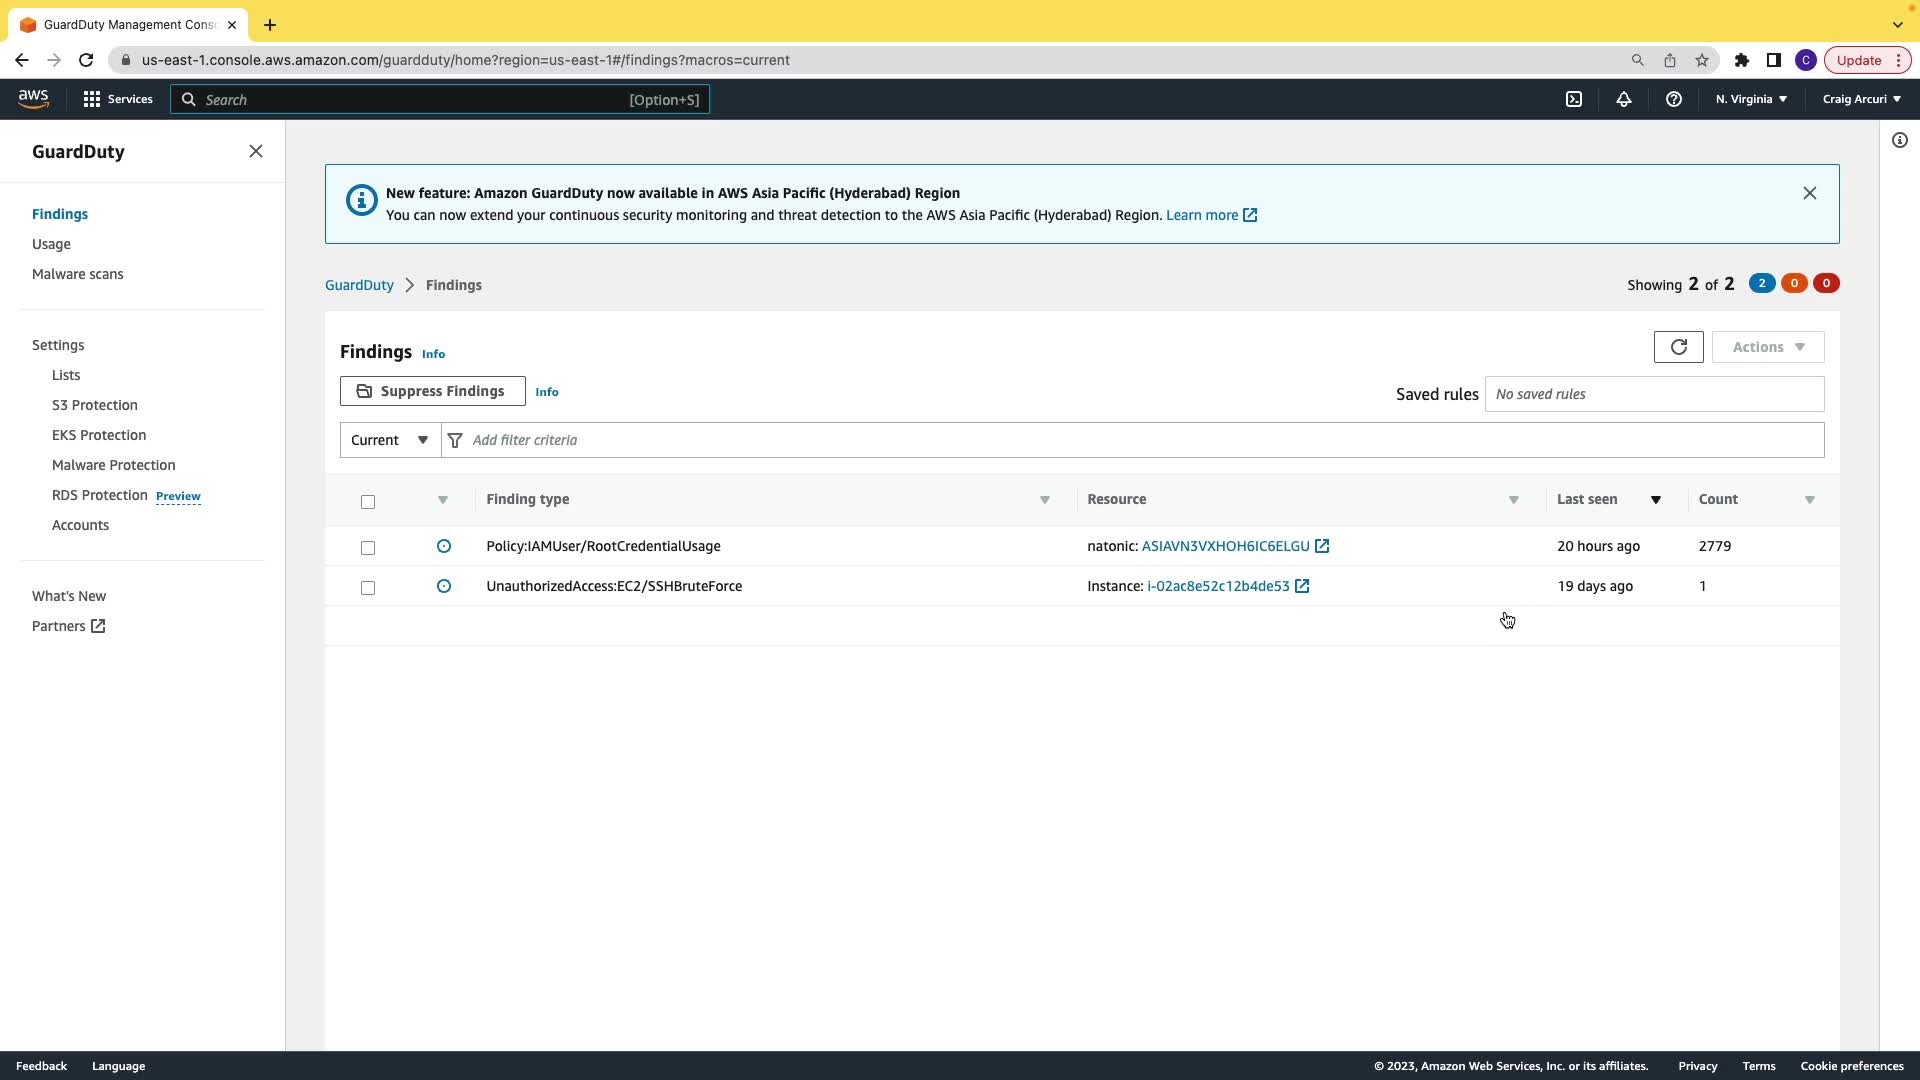 GuardDuty Management Conso
us-east-1.console.aws.amazon.com/guardduty/home?region=us-east-1#/findings?macros=current
C
Update
aws
Services
Search
[Option+S]
N. Virginia
Craig Arcuri
GuardDuty
Findings
Usage
Malware scans
Settings
Lists
S3 Protection
EKS Protection
Malware Protection
RDS Protection Preview
Accounts
What's New
Partners
New feature: Amazon GuardDuty now available in AWS Asia Pacific (Hyderabad) Region
You can now extend your continuous security monitoring and threat detection to the AWS Asia Pacific (Hyderabad) Region. Learn more
GuardDuty > Findings
Showing 2 of 2 2 0 0
Findings Info
Actions
Suppress Findings Info
Saved rules No saved rules
Current Add filter criteria
Finding type Resource Last seen Count
Policy:IAMUser/RootCredentialUsage natonic: ASIAVN3VXHOH6IC6ELGU 20 hours ago 2779
UnauthorizedAccess:EC2/SSHBruteForce Instance: i-02ac8e52c12b4de53 19 days ago 1
Feedback Language © 2023, Amazon Web Services, Inc. or its affiliates. Privacy Terms Cookie preferences